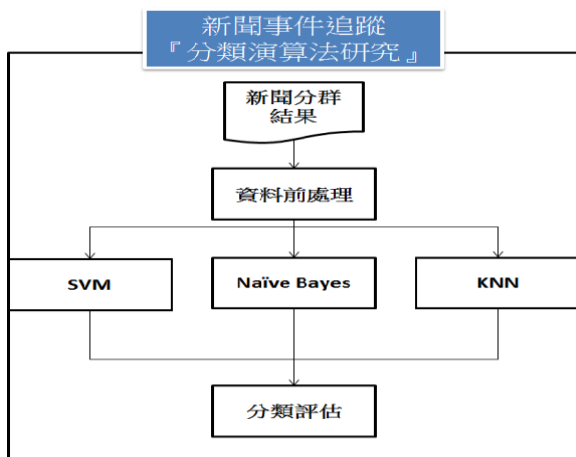 新聞事件追蹤
『分類演算法研究』
新聞分群
結果
資料前處理
SVM
Naïve Bayes
KNN
分類評估